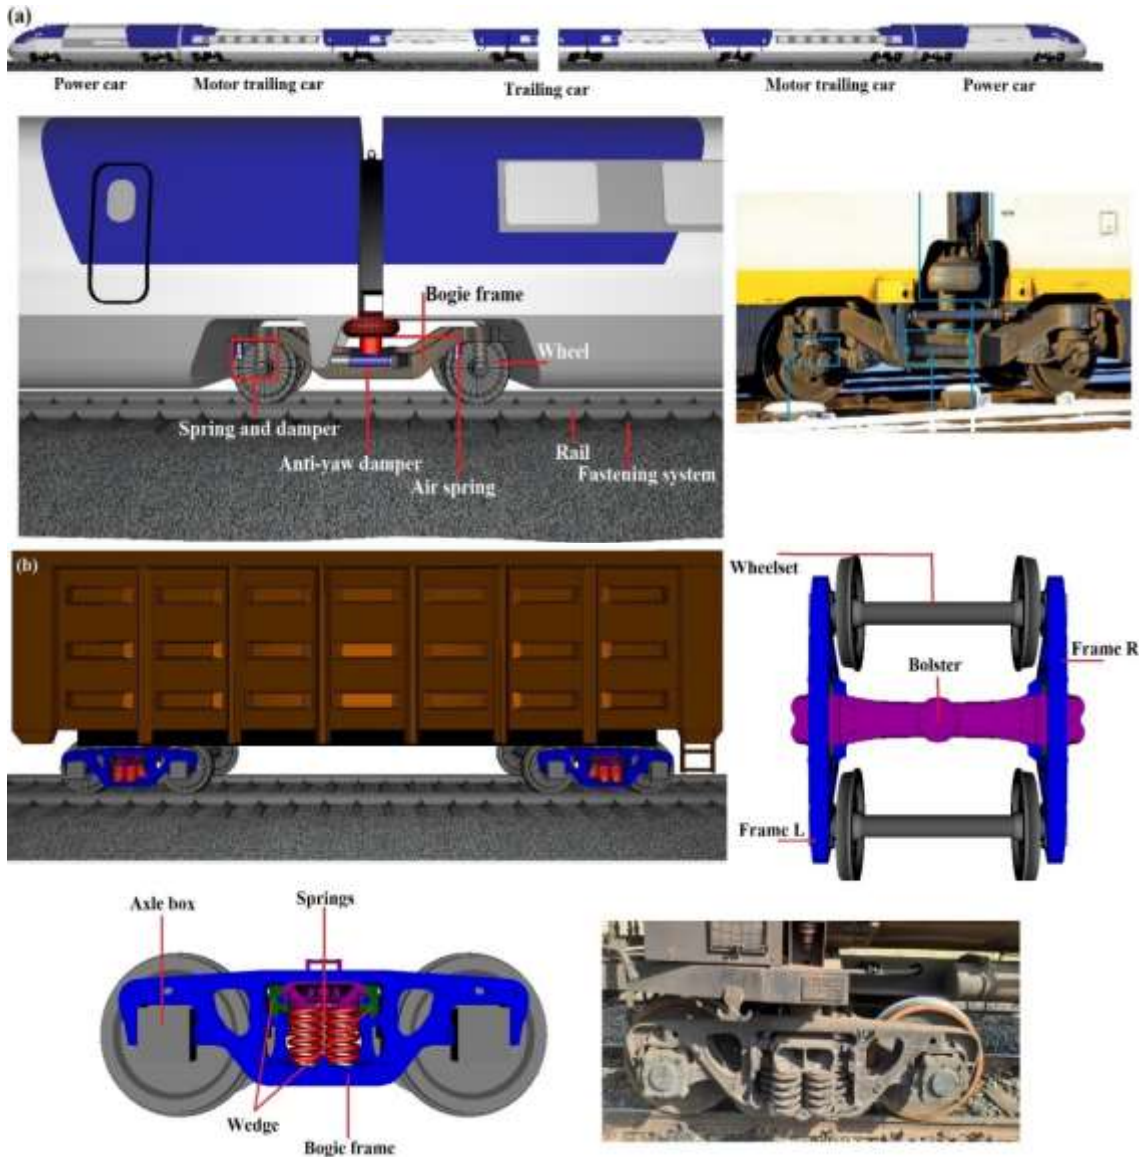 (a)
Power car
Motor trailing car
Trailing car
Motor trailing car
Power car
Bogie frame
Wheel
Spring and damper
Anti-yaw damper
Air spring
Rail
Fastening system
(b)
Wheelset
Frame R
Bolster
Frame L
Axle box
Springs
Wedge
Bogie frame